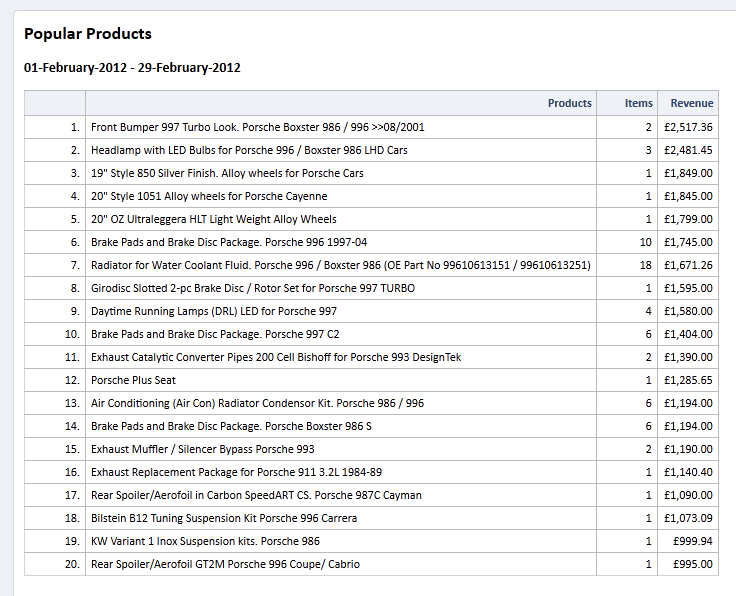 Popular Products
01-February-2012 - 29-February-2012
Products Items Revenue
1. Front Bumper 997 Turbo Look. Porsche Boxster 986 / 996 >>08/2001 2 £2,517.36
2. Headlamp with LED Bulbs for Porsche 996 / Boxster 986 LHD Cars 3 £2,481.45
3. 19" Style 850 Silver Finish. Alloy wheels for Porsche Cars 1 £1,849.00
4. 20" Style 1051 Alloy wheels for Porsche Cayenne 1 £1,845.00
5. 20" OZ Ultraleggera HLT Light Weight Alloy Wheels 1 £1,799.00
6. Brake Pads and Brake Disc Package. Porsche 996 1997-04 10 £1,745.00
7. Radiator for Water Coolant Fluid. Porsche 996 / Boxster 986 (OE Part No 99610613151 / 99610613251) 18 £1,671.26
8. Girodisc Slotted 2-pc Brake Disc / Rotor Set for Porsche 997 TURBO 1 £1,595.00
9. Daytime Running Lamps (DRL) LED for Porsche 997 4 £1,580.00
10. Brake Pads and Brake Disc Package. Porsche 997 C2 6 £1,404.00
11. Exhaust Catalytic Converter Pipes 200 Cell Bishoff for Porsche 993 DesignTek 2 £1,390.00
12. Porsche Plus Seat 1 £1,285.65
13. Air Conditioning (Air Con) Radiator Condensor Kit. Porsche 986 / 996 6 £1,194.00
14. Brake Pads and Brake Disc Package. Porsche Boxster 986 S 6 £1,194.00
15. Exhaust Muffler / Silencer Bypass Porsche 993 2 £1,190.00
16. Exhaust Replacement Package for Porsche 911 3.2L 1984-89 1 £1,140.40
17. Rear Spoiler/Aerofoil in Carbon SpeedART CS. Porsche 987C Cayman 1 £1,090.00
18. Bilstein B12 Tuning Suspension Kit Porsche 996 Carrera 1 £1,073.09
19. KW Variant 1 Inox Suspension kits. Porsche 986 1 £999.94
20. Rear Spoiler/Aerofoil GT2M Porsche 996 Coupe/ Cabrio 1 £995.00